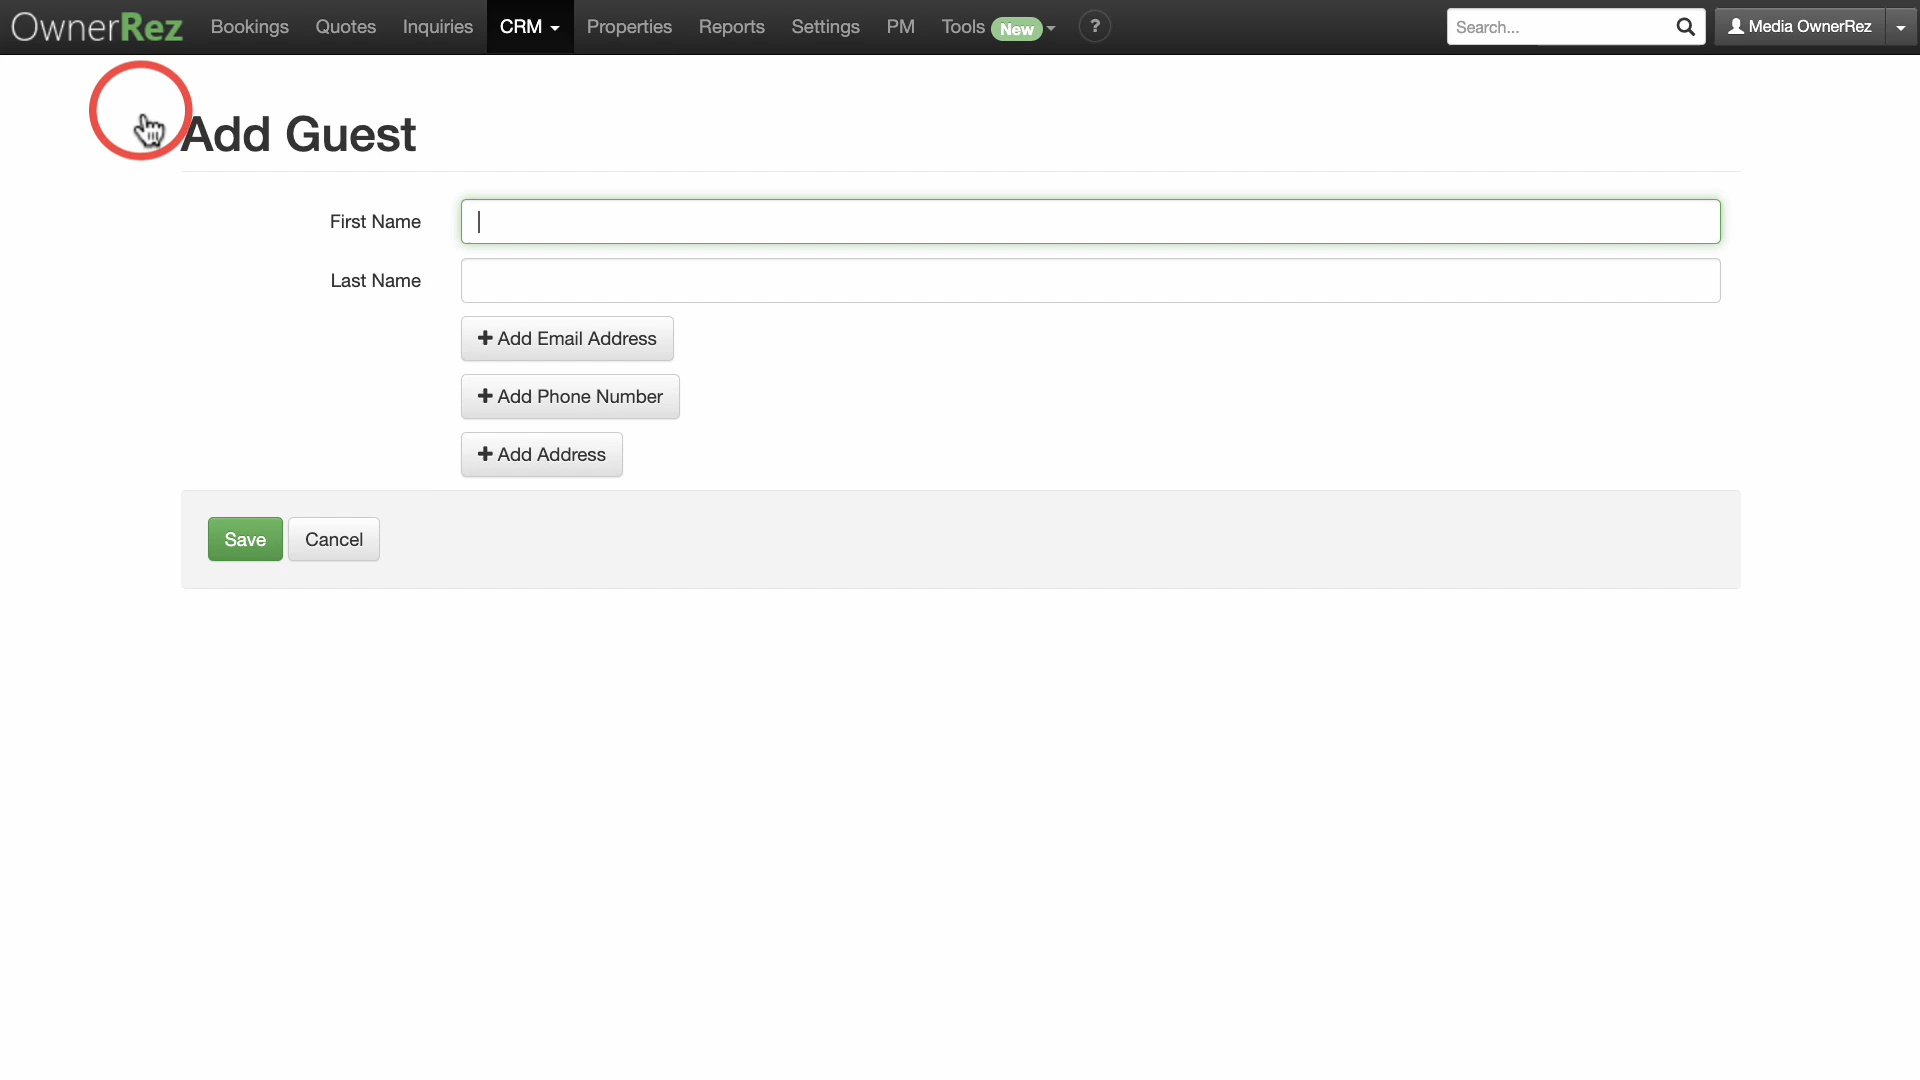 OwnerRez Bookings Quotes Inquiries CRM Properties Reports Settings PM Tools New ? Search... Media OwnerRez
Add Guest
First Name
Last Name
Add Email Address
Add Phone Number
Add Address
Save Cancel